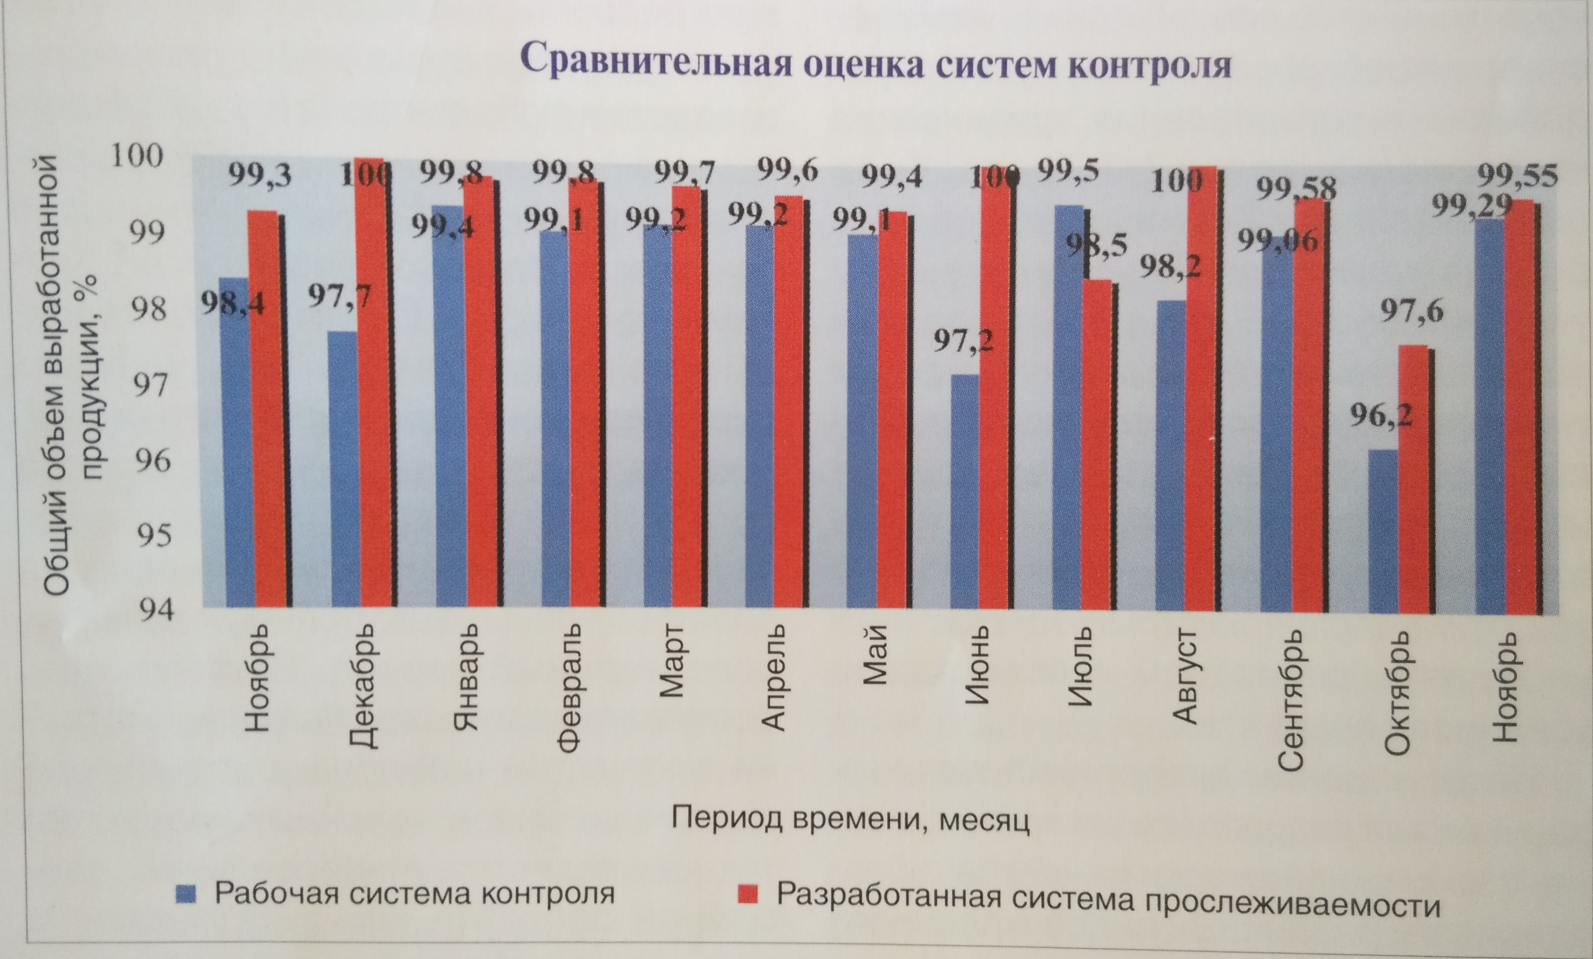 Сравнительная оценка систем контроля
Общий объем выработанной
продукции, %
100
99
98
97
96
95
94
99,3
98,4
100
97,7
99,8
99,4
99,8
99,1
99,7
99,2
99,6
99,2
99,4
99,1
100
97,2
99,5
98,5
100
98,2
99,58
99,06
97,6
96,2
99,55
99,29
Ноябрь
Декабрь
Январь
Февраль
Март
Апрель
Май
Июнь
Июль
Август
Сентябрь
Октябрь
Ноябрь
Период времени, месяц
Рабочая система контроля
Разработанная система прослеживаемости